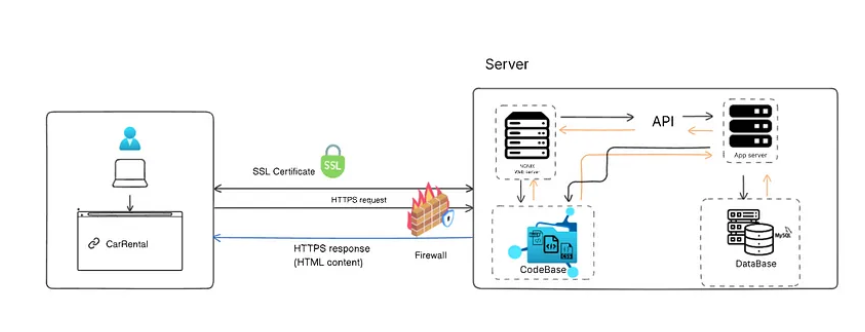 Server
API
NGINX
Web server
App server
SSL Certificate
SSL
HTTPS request
CarRental
HTTPS response
(HTML content)
Firewall
CodeBase
MySQL
DataBase